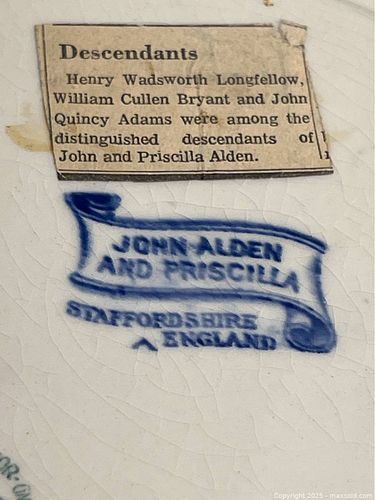 Descendants
Henry Wadsworth Longfellow,
William Cullen Bryant and John
Quincy Adams were among the
distinguished descendants of
John and Priscilla Alden.
JOHN ALDEN
AND PRISCILLA
STAFFORDSHIRE
ENGLAND
Copyright 2025 - maxsold.com